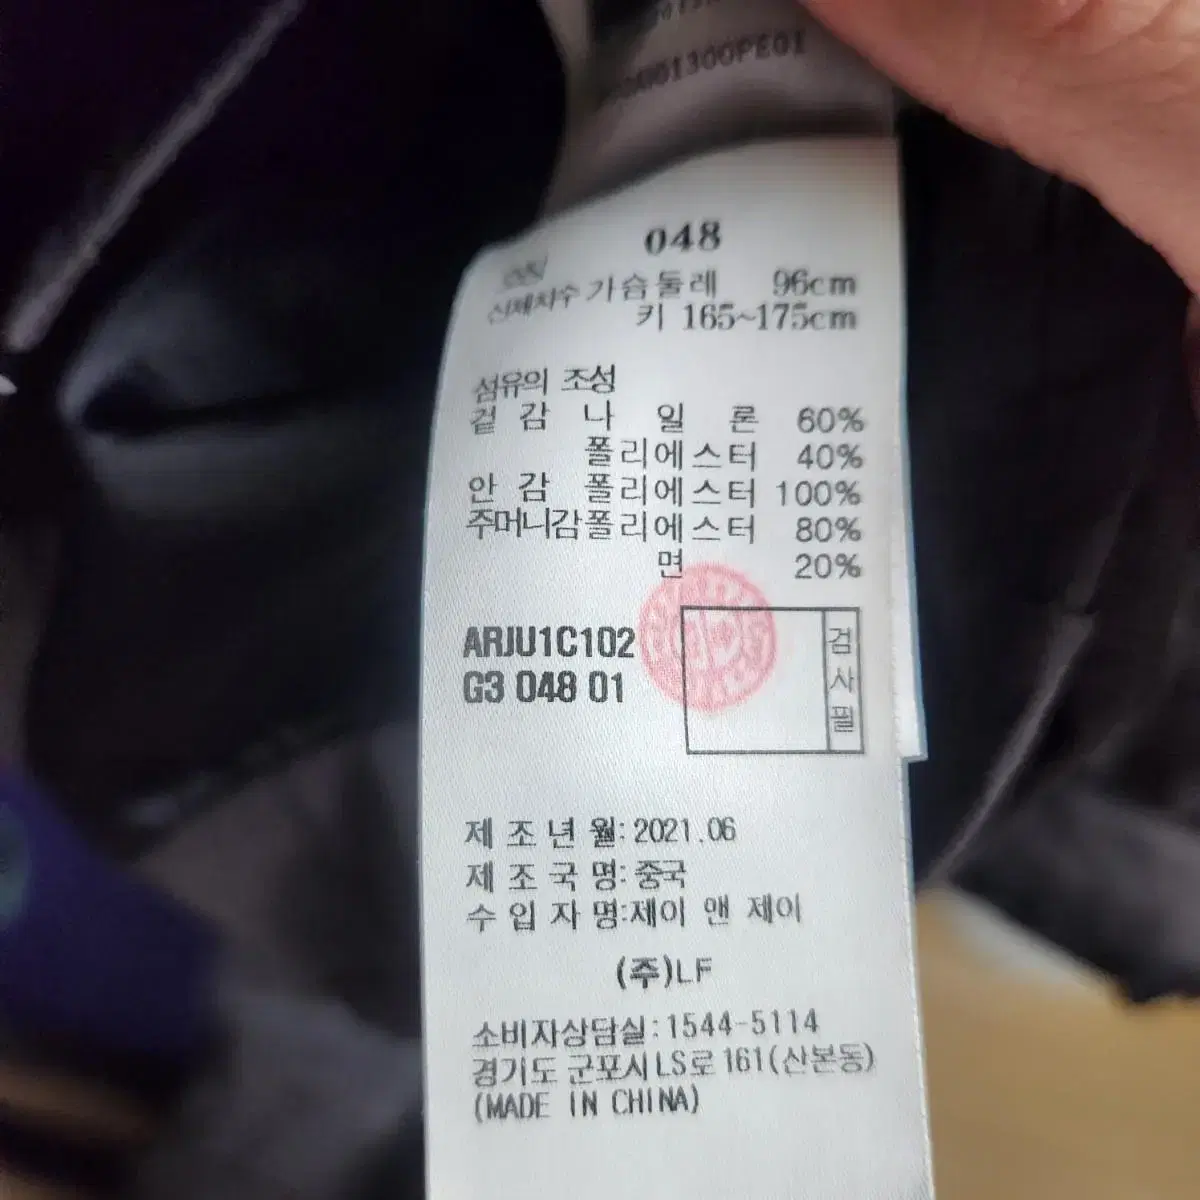 048
신체치수 가슴둘레 96cm
키 165~175cm
섬유의 조성
겉 감 나 일 론 60%
폴리에스터 40%
안 감 폴리에스터 100%
주머니감폴리에스터 80%
면 20%
ARJU1C102
G3 048 01
검사필
제 조 년 월: 2021.06
제 조 국 명: 중국
수 입 자 명:제이 앤 제이
(주)LF
소비자상담실:1544-5114
경기도 군포시 LS로 161(산본동)
(MADE IN CHINA)